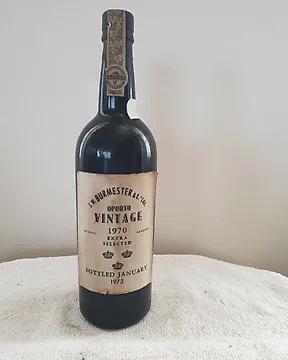 J.W. BURMESTER & Cª. Lda.
OPORTO
VINTAGE
1970
EXTRA
SELECTED
BOTTLED JANUARY
1973